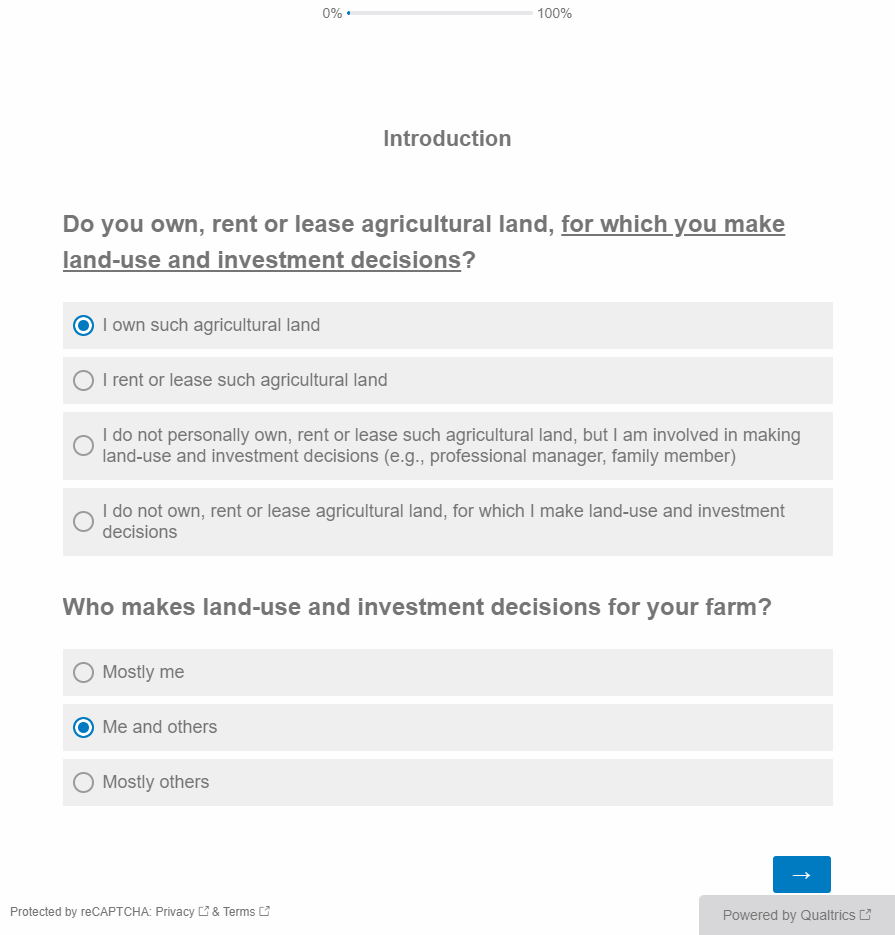 0% 100%
Introduction
Do you own, rent or lease agricultural land, for which you make
land-use and investment decisions?
I own such agricultural land
I rent or lease such agricultural land
I do not personally own, rent or lease such agricultural land, but I am involved in making
land-use and investment decisions (e.g., professional manager, family member)
I do not own, rent or lease agricultural land, for which I make land-use and investment
decisions
Who makes land-use and investment decisions for your farm?
Mostly me
Me and others
Mostly others
→
Protected by reCAPTCHA: Privacy & Terms
Powered by Qualtrics